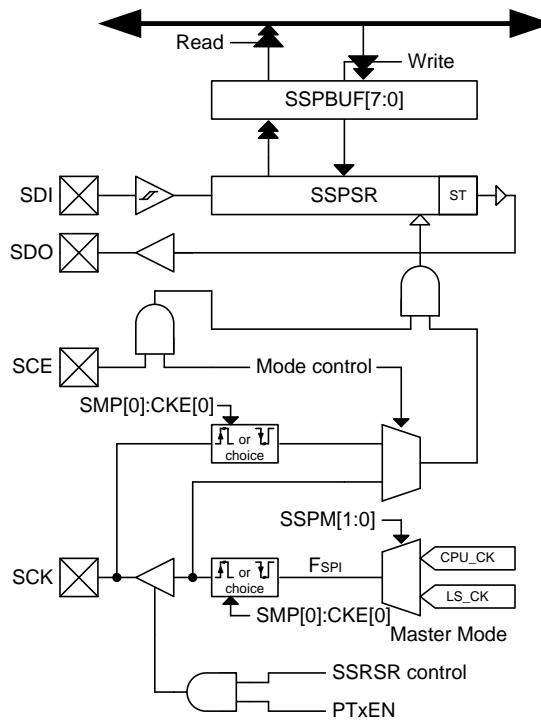 Read
Write
SSPBUF[7:0]
SDI
SSPSR
ST
SDO
SCE
Mode control
SMP[0]:CKE[0]
or
choice
SSPM[1:0]
CPU_CK
SCK
or
choice
FSPI
LS_CK
SMP[0]:CKE[0]
Master Mode
SSRSR control
PTxEN